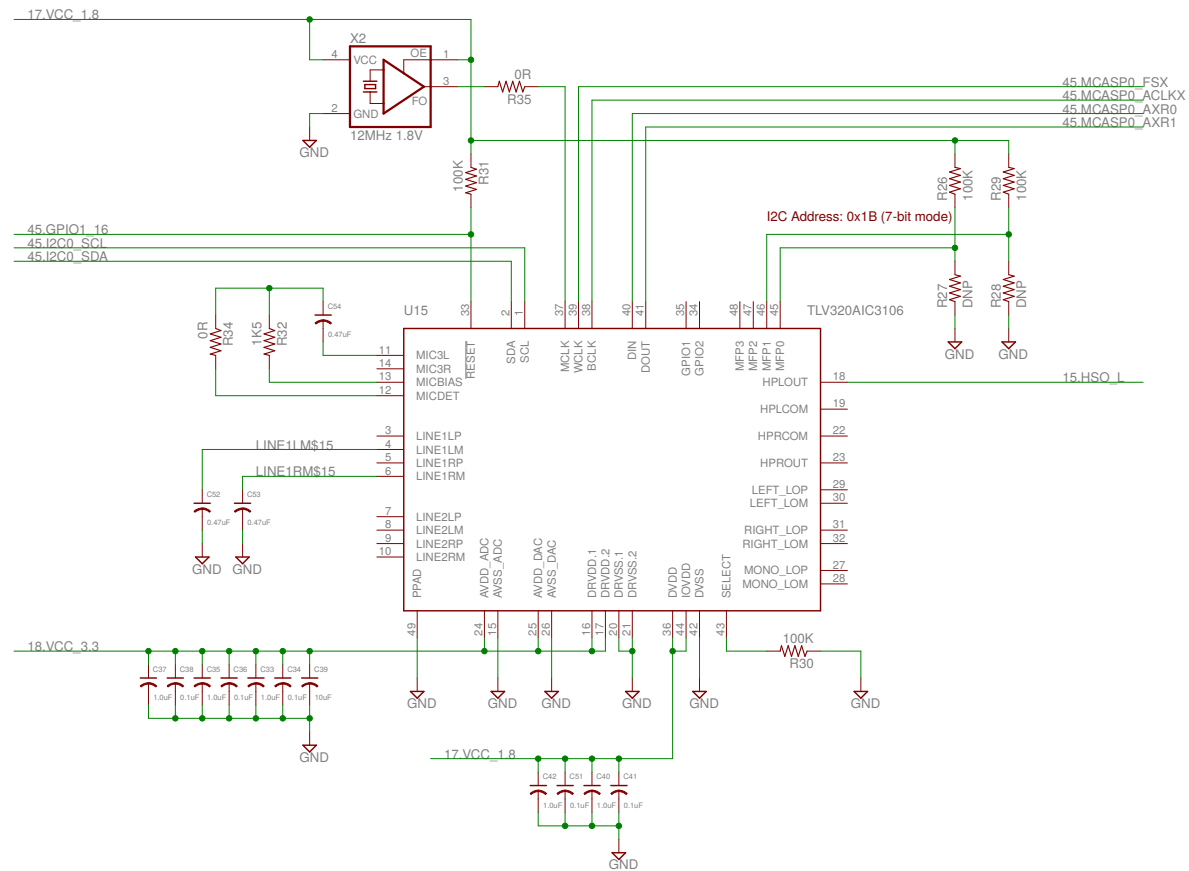 17.VCC_1.8
X2
4
VCC
OE
1
3
FO
2
GND
12MHz 1.8V
GND
0R
R35
45.MCASP0_FSX
45.MCASP0_ACLKX
45.MCASP0_AXR0
45.MCASP0_AXR1
100K
R31
R26
100K
R29
100K
I2C Address: 0x1B (7-bit mode)
45.GPIO1_16
45.I2C0_SCL
45.I2C0_SDA
R27
DNP
R28
DNP
GND
GND
C54
0.47uF
0R
R34
1K5
R32
U15
TLV320AIC3106
33
2
1
37
39
38
40
41
35
34
48
47
46
45
RESET
SDA
SCL
MCLK
WCLK
BCLK
DIN
DOUT
GPIO1
GPIO2
MFP3
MFP2
MFP1
MFP0
11
MIC3L
14
MIC3R
13
MICBIAS
12
MICDET
3
LINE1LP
LINE1LM$15
4
LINE1LM
5
LINE1RP
LINE1RM$15
6
LINE1RM
7
LINE2LP
8
LINE2LM
9
LINE2RP
10
LINE2RM
C52
0.47uF
C53
0.47uF
GND
GND
HPLOUT
18
15.HSO_L
HPLCOM
19
HPRCOM
22
HPROUT
23
LEFT_LOP
29
LEFT_LOM
30
RIGHT_LOP
31
RIGHT_LOM
32
MONO_LOP
27
MONO_LOM
28
PPAD
AVDD_ADC
AVSS_ADC
AVDD_DAC
AVSS_DAC
DRVDD.1
DRVDD.2
DRVSS.1
DRVSS.2
DVDD
IOVDD
DVSS
SELECT
49
24
15
25
26
16
17
20
21
36
44
42
43
100K
R30
18.VCC_3.3
C37
1.0uF
C38
0.1uF
C35
1.0uF
C36
0.1uF
C33
1.0uF
C34
0.1uF
C39
10uF
GND
GND
GND
GND
GND
GND
GND
17.VCC_1.8
C42
1.0uF
C51
0.1uF
C40
1.0uF
C41
0.1uF
GND